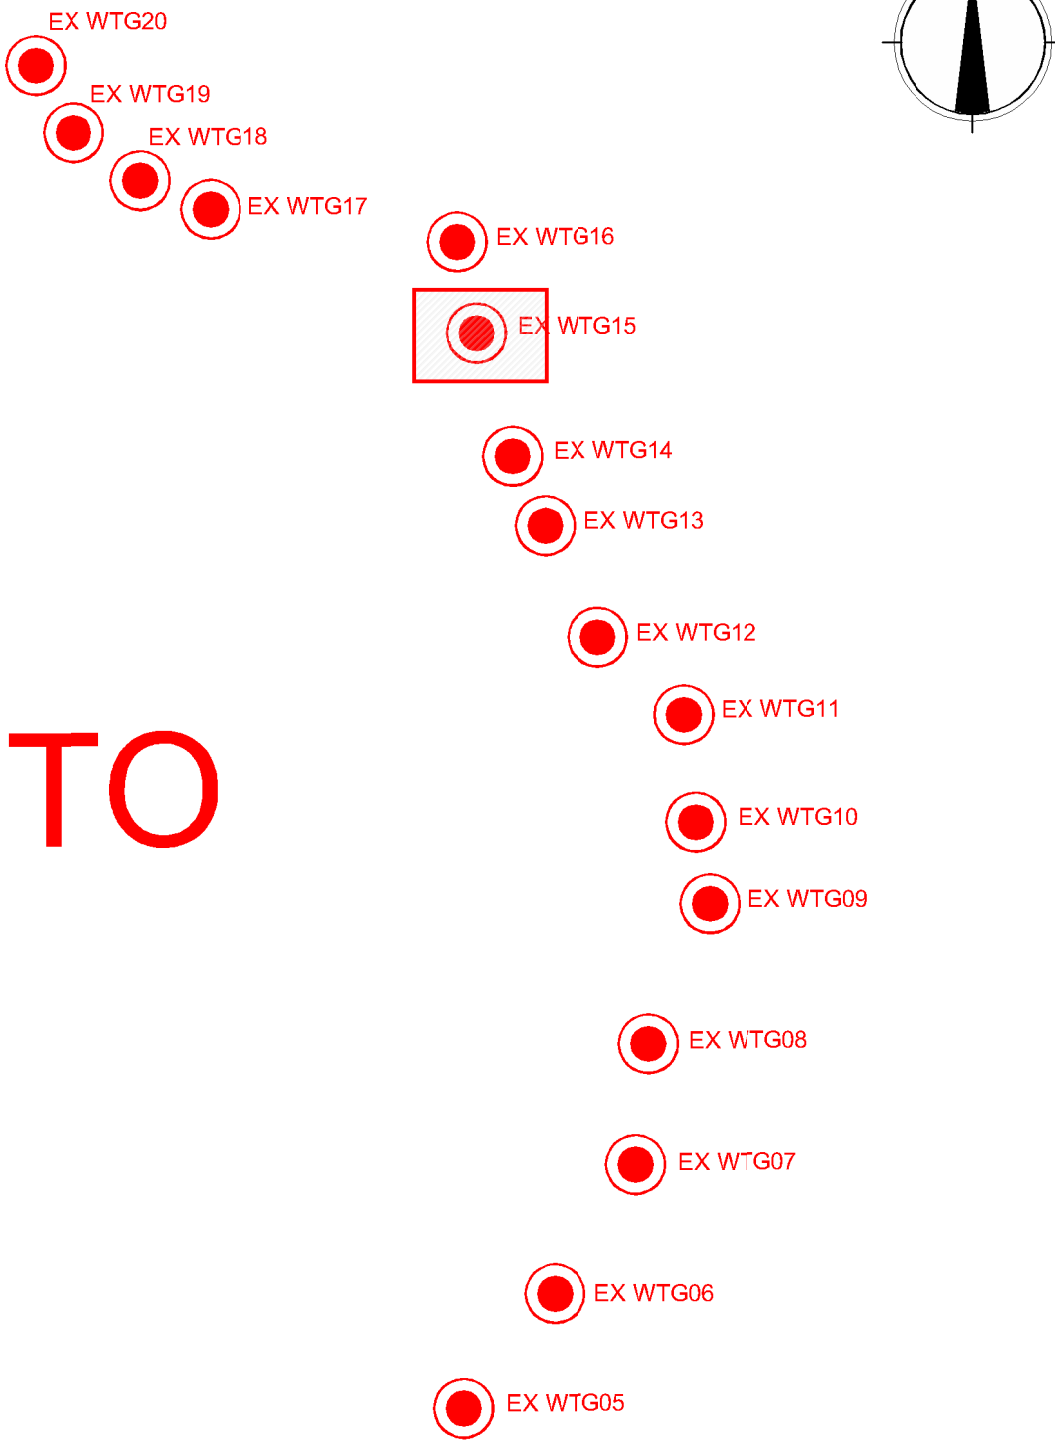 EX WTG20
EX WTG19
EX WTG18
EX WTG17
EX WTG16
EX WTG15
EX WTG14
EX WTG13
EX WTG12
EX WTG11
TO
EX WTG10
EX WTG09
EX WTG08
EX WTG07
EX WTG06
EX WTG05